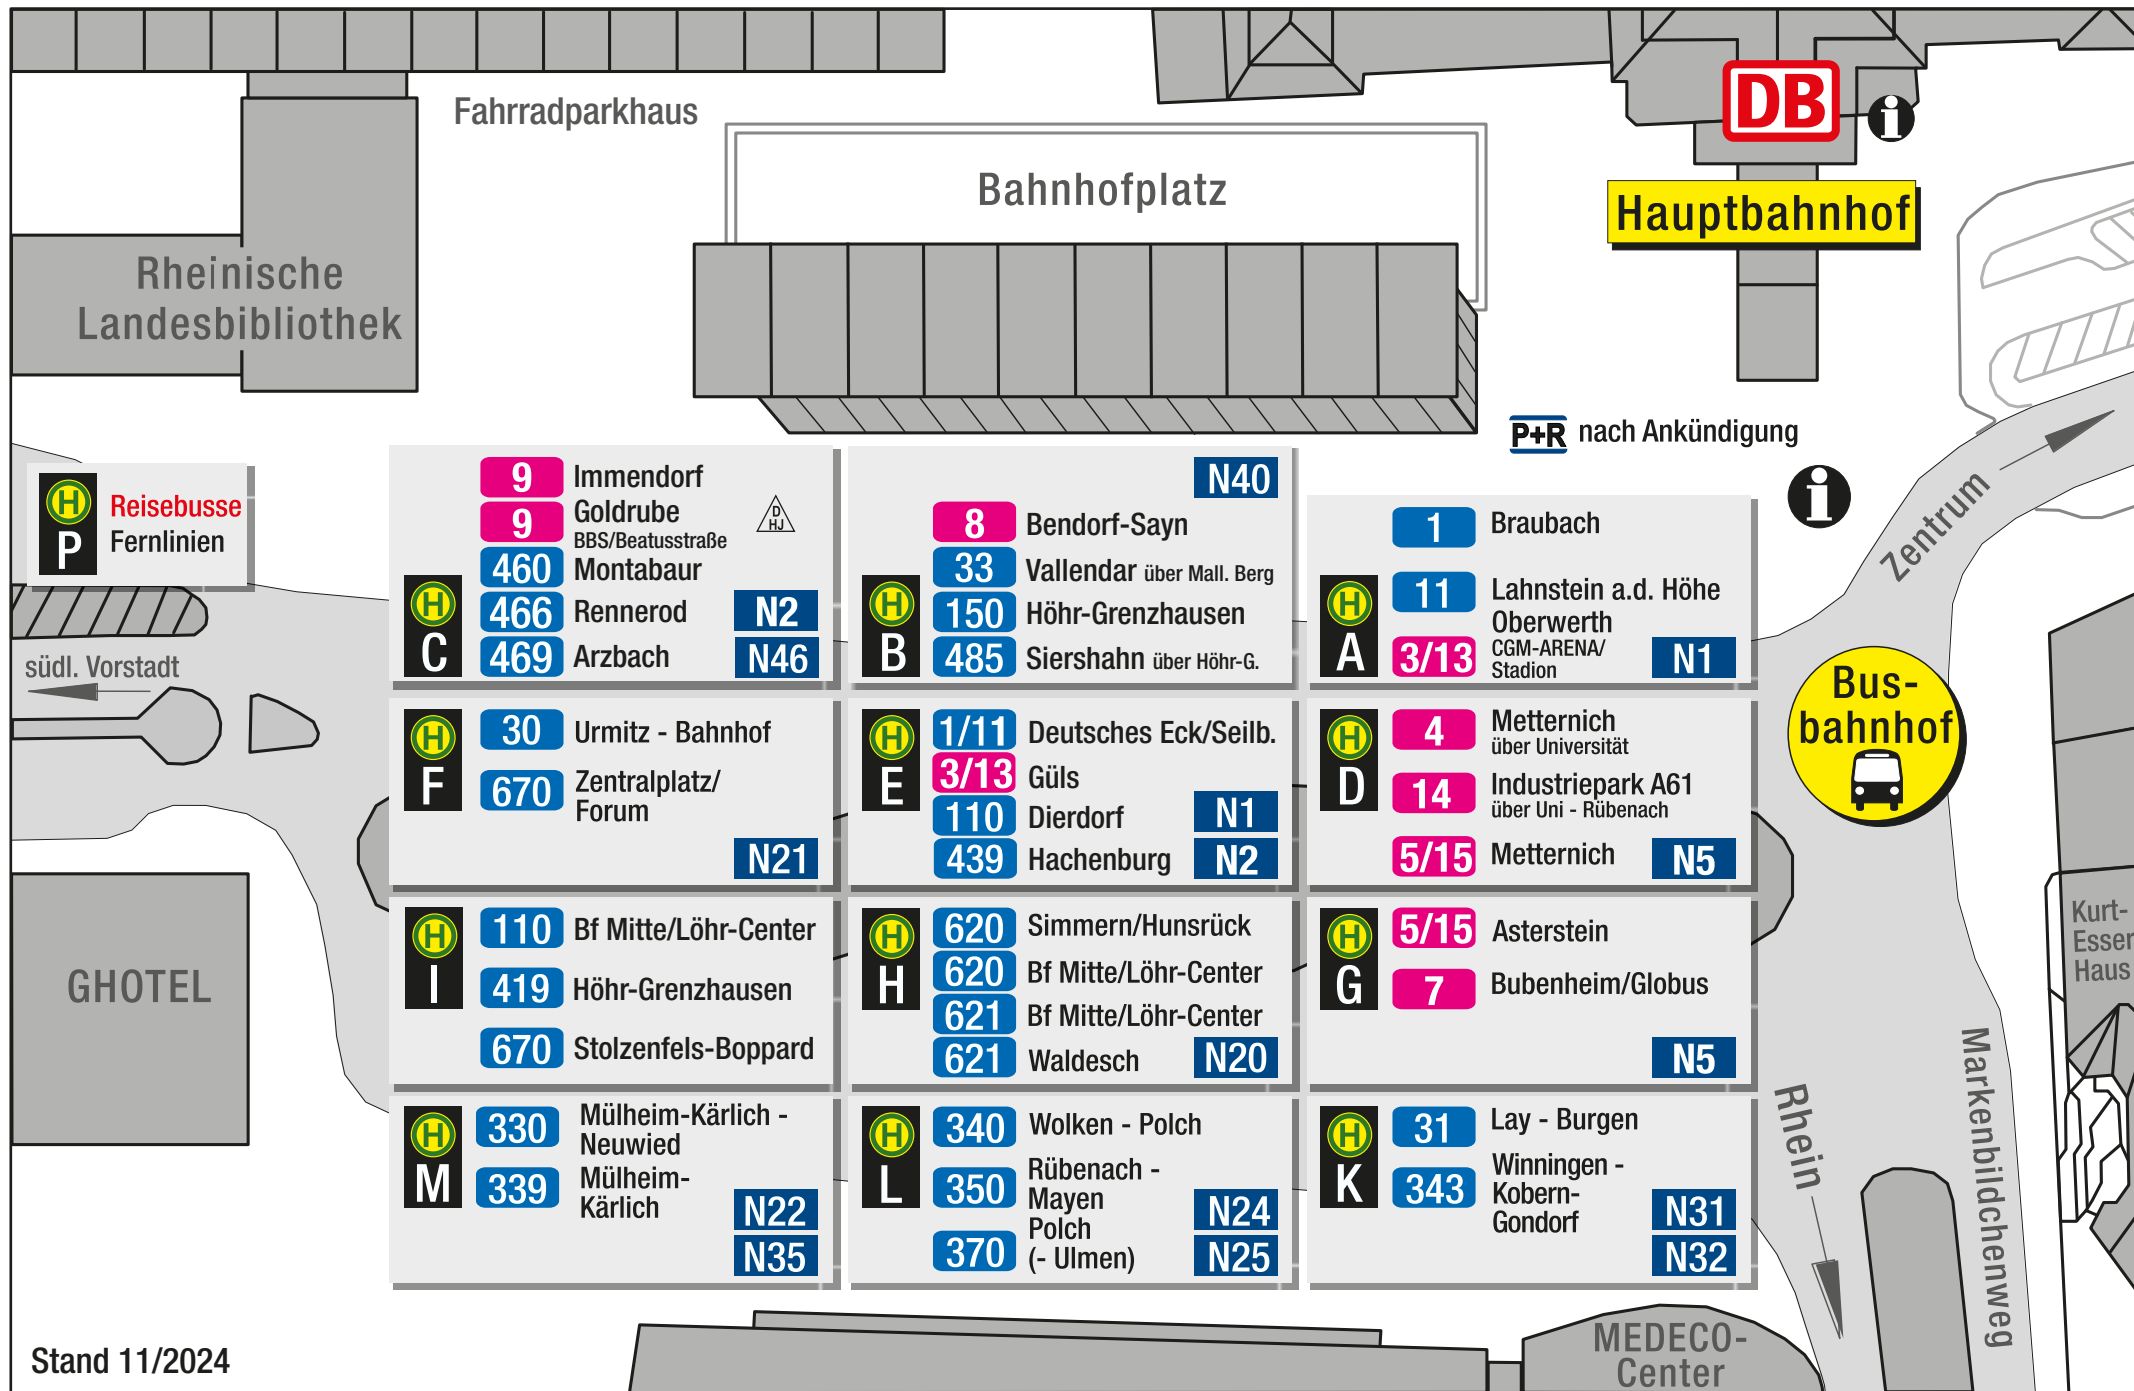 Fahrradparkhaus
Bahnhofplatz
DB
i
Hauptbahnhof
Rheinische
Landesbibliothek
P+R nach Ankündigung
i
Zentrum
H
P
Reisebusse
Fernlinien
südl. Vorstadt
H
C
9 Immendorf
9 Goldrube
BBS/Beatusstraße
D
HJ
460 Montabaur
466 Rennerod N2
469 Arzbach N46
H
B
N40
8 Bendorf-Sayn
33 Vallendar über Mall. Berg
150 Höhr-Grenzhausen
485 Siershahn über Höhr-G.
H
A
1 Braubach
11 Lahnstein a.d. Höhe
Oberwerth
3/13 CGM-ARENA/
Stadion
N1
Bus-
bahnhof
H
F
30 Urmitz - Bahnhof
670 Zentralplatz/
Forum
N21
H
E
1/11 Deutsches Eck/Seilb.
3/13 Güls
110 Dierdorf N1
439 Hachenburg N2
H
D
4 Metternich
über Universität
14 Industriepark A61
über Uni - Rübenach
5/15 Metternich N5
GHOTEL
H
I
110 Bf Mitte/Löhr-Center
419 Höhr-Grenzhausen
670 Stolzenfels-Boppard
H
H
620 Simmern/Hunsrück
620 Bf Mitte/Löhr-Center
621 Bf Mitte/Löhr-Center
621 Waldesch N20
H
G
5/15 Asterstein
7 Bubenheim/Globus
N5
Kurt-
Esser
Haus
H
M
330 Mülheim-Kärlich -
Neuwied
339 Mülheim-
Kärlich
N22
N35
H
L
340 Wolken - Polch
350 Rübenach -
Mayen
370 Polch
(- Ulmen)
N24
N25
H
K
31 Lay - Burgen
343 Winningen -
Kobern-
Gondorf
N31
N32
Rhein
Markenbildchenweg
MEDECO-
Center
Stand 11/2024